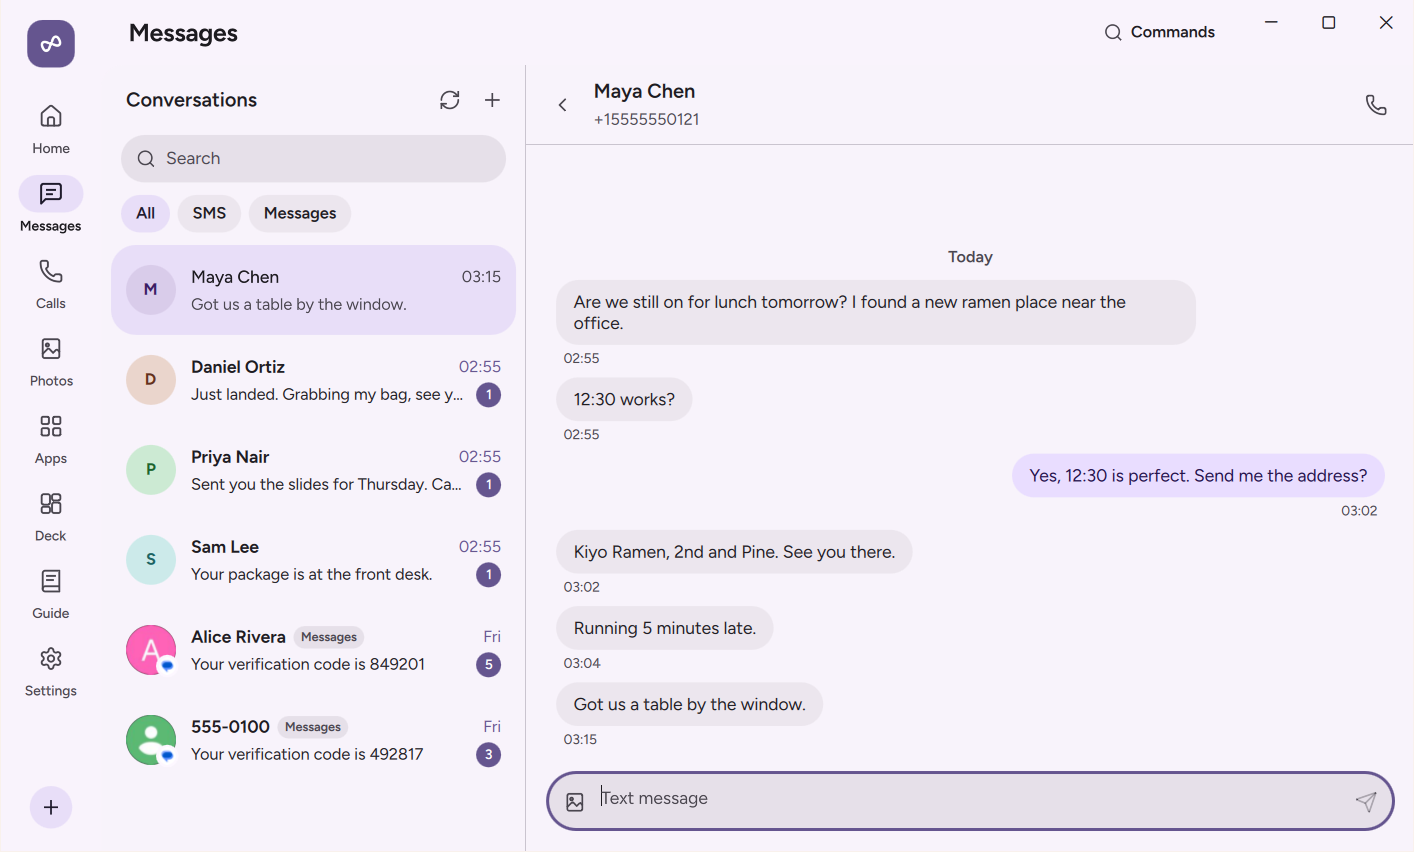 Messages
Commands
Home
Messages
Calls
Photos
Apps
Deck
Guide
Settings
Conversations
Search
All
SMS
Messages
M
Maya Chen
03:15
Got us a table by the window.
D
Daniel Ortiz
02:55
Just landed. Grabbing my bag, see y...
1
P
Priya Nair
02:55
Sent you the slides for Thursday. Ca...
1
S
Sam Lee
02:55
Your package is at the front desk.
1
A
Alice Rivera
Messages
Fri
Your verification code is 849201
5
555-0100
Messages
Fri
Your verification code is 492817
3
Maya Chen
+15555550121
Today
Are we still on for lunch tomorrow? I found a new ramen place near the
office.
02:55
12:30 works?
02:55
Yes, 12:30 is perfect. Send me the address?
03:02
Kiyo Ramen, 2nd and Pine. See you there.
03:02
Running 5 minutes late.
03:04
Got us a table by the window.
03:15
Text message